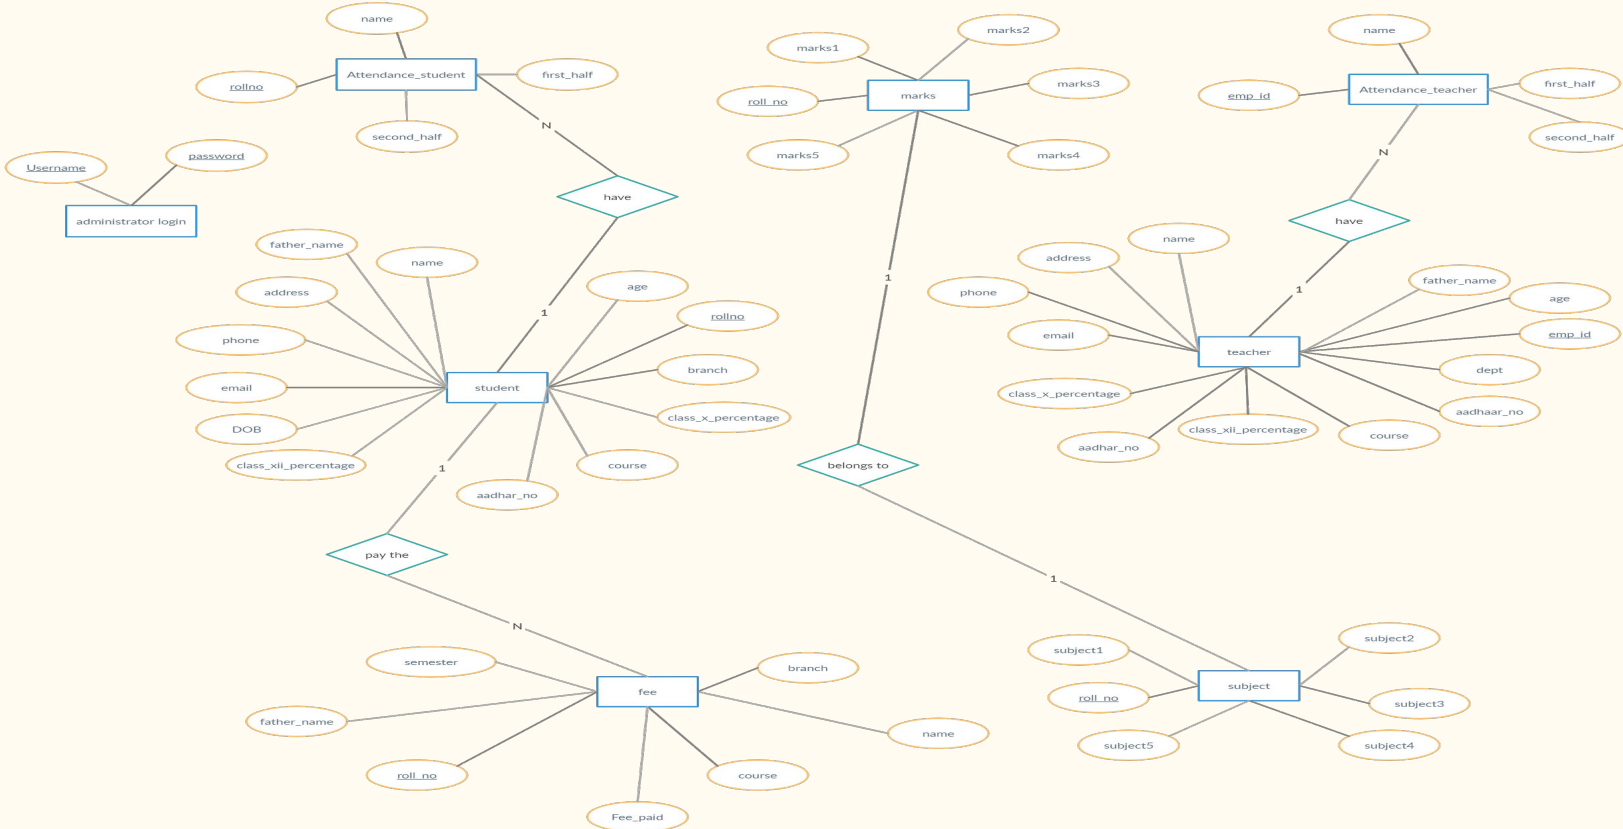 name
Attendance_student
rollno
first_half
second_half
N
have
1
Username
password
administrator login
father_name
name
address
phone
email
DOB
class_xii_percentage
student
age
rollno
branch
class_x_percentage
course
aadhar_no
1
pay the
N
semester
father_name
roll_no
fee
branch
name
course
Fee_paid
marks1
marks2
roll_no
marks
marks3
marks5
marks4
1
belongs to
1
subject1
subject2
roll_no
subject
subject3
subject5
subject4
name
emp_id
Attendance_teacher
first_half
second_half
N
have
1
name
address
phone
email
class_x_percentage
aadhar_no
class_xii_percentage
teacher
father_name
age
emp_id
dept
aadhaar_no
course